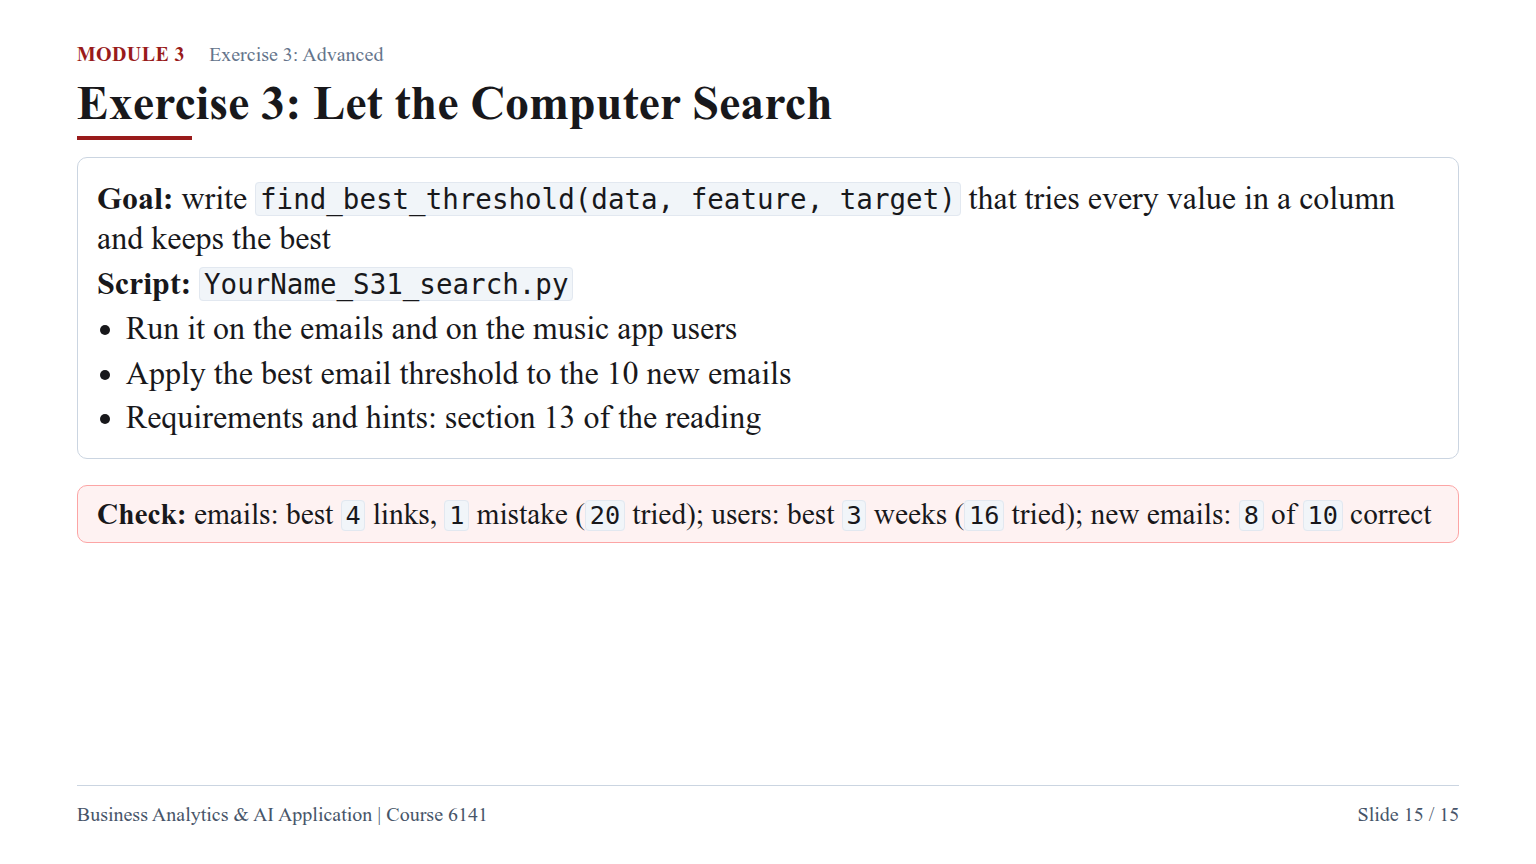 MODULE 3 Exercise 3: Advanced
Exercise 3: Let the Computer Search
Goal: write find_best_threshold(data, feature, target) that tries every value in a column
and keeps the best
Script: YourName_S31_search.py
• Run it on the emails and on the music app users
• Apply the best email threshold to the 10 new emails
• Requirements and hints: section 13 of the reading
Check: emails: best 4 links, 1 mistake (20 tried); users: best 3 weeks (16 tried); new emails: 8 of 10 correct
Business Analytics & AI Application | Course 6141
Slide 15 / 15